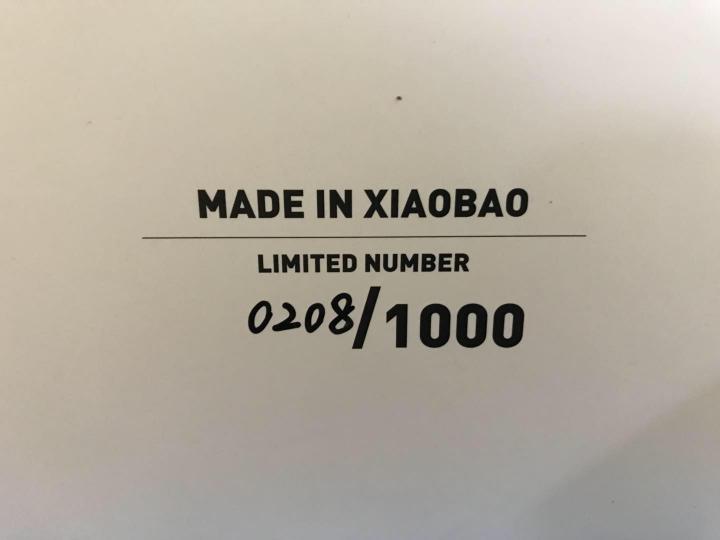 MADE IN XIAOBAO
LIMITED NUMBER
0208/1000